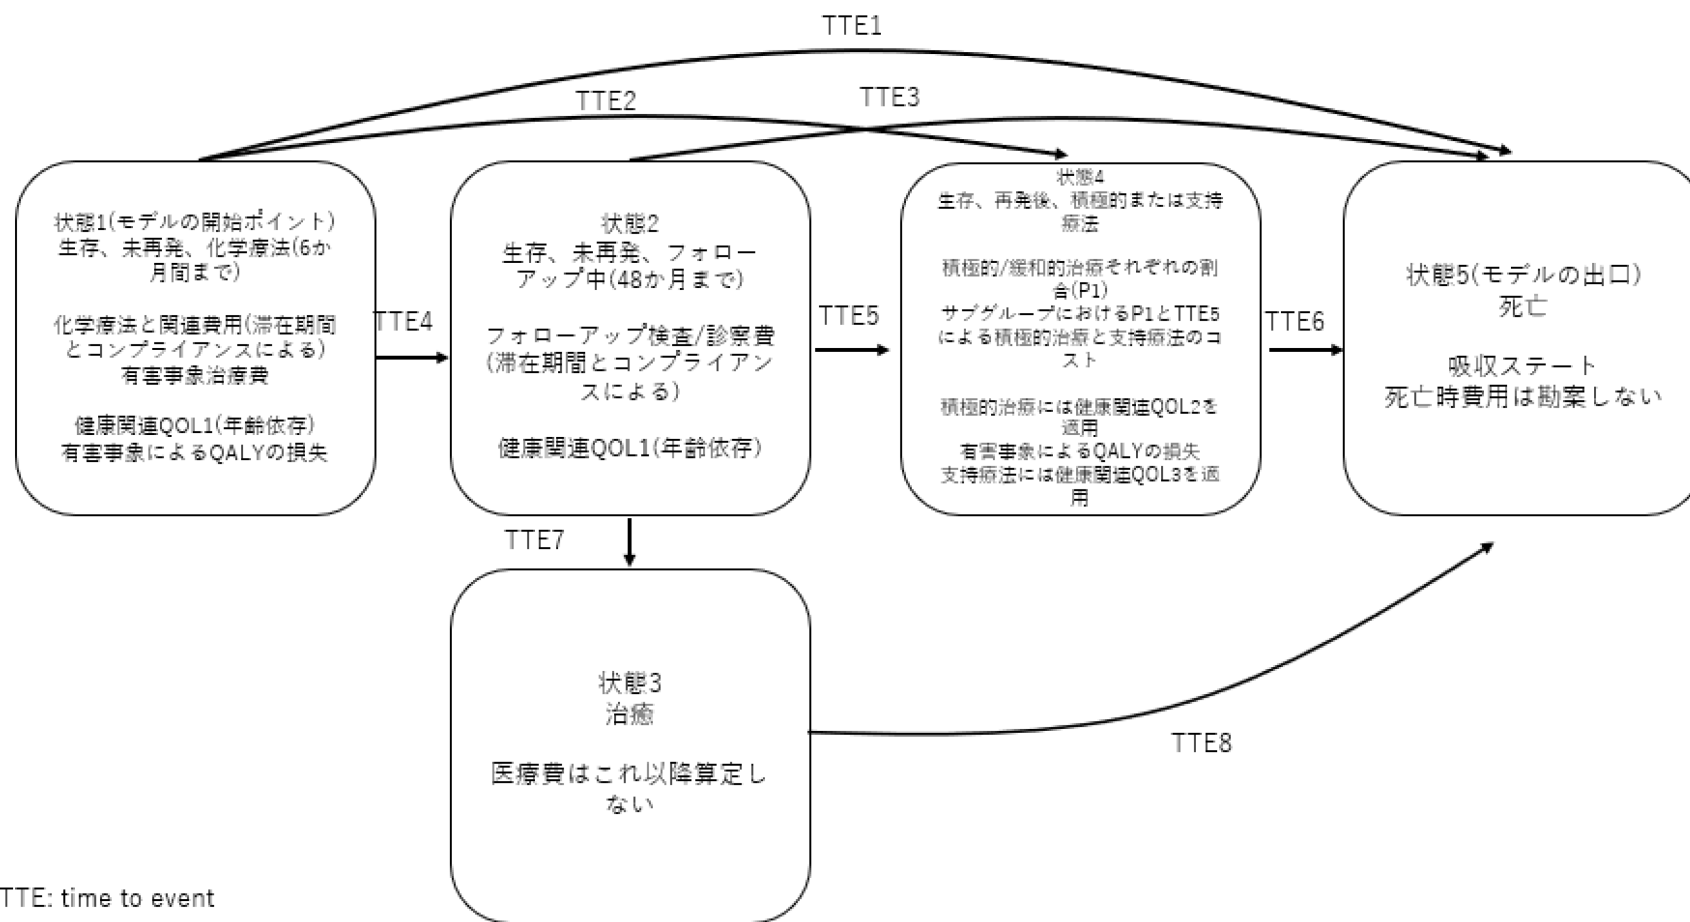 TTE1
TTE2
TTE3
状態1(モデルの開始ポイント)
生存、未再発、化学療法(6か
月間まで)
化学療法と関連費用(滞在期間
とコンプライアンスによる)
有害事象治療費
健康関連QOL1(年齢依存)
有害事象によるQALYの損失
TTE4
状態2
生存、未再発、フォロー
アップ中(48か月まで)
フォローアップ検査/診察費
(滞在期間とコンプライアン
スによる)
健康関連QOL1(年齢依存)
TTE5
状態4
生存、再発後、積極的または支持
療法
積極的/緩和的治療それぞれの割
合(P1)
サブグループにおけるP1とTTE5
による積極的治療と支持療法のコ
スト
積極的治療には健康関連QOL2を
適用
有害事象によるQALYの損失
支持療法には健康関連QOL3を適
用
TTE6
状態5(モデルの出口)
死亡
吸収ステート
死亡時費用は勘案しない
TTE7
状態3
治癒
医療費はこれ以降算定し
ない
TTE8
TTE: time to event